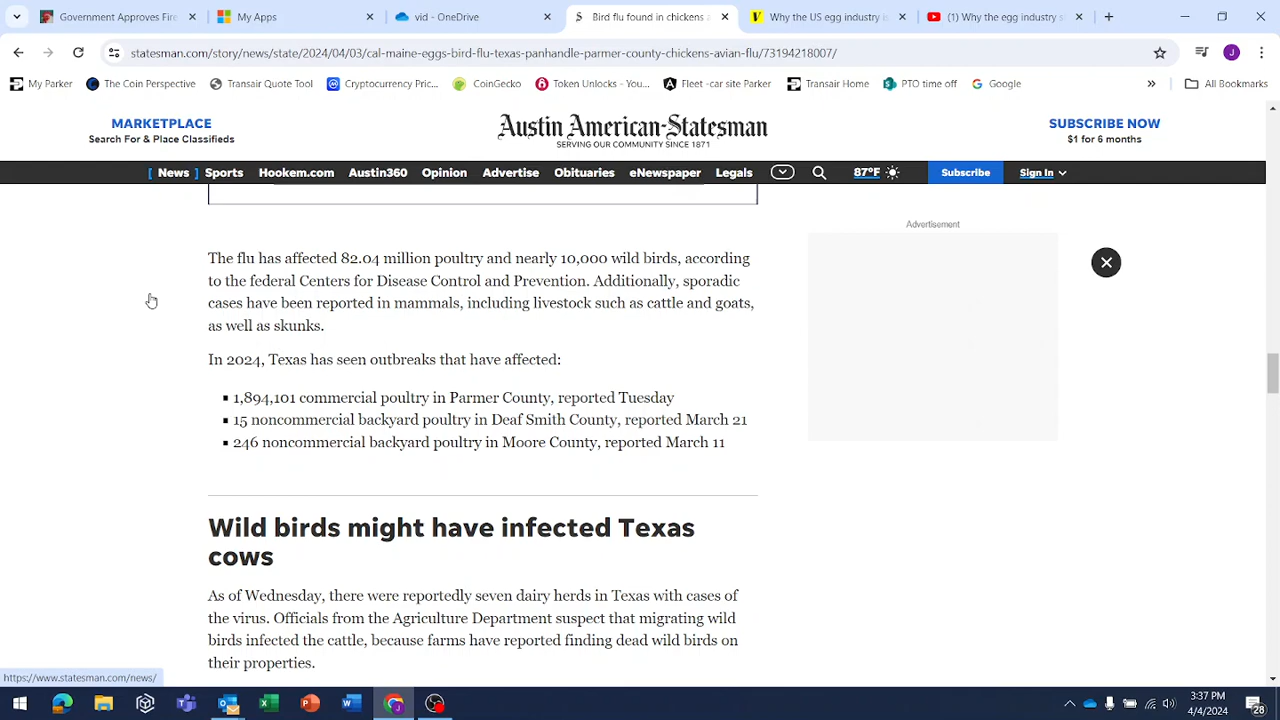 Government Approves Fire
My Apps
vid - OneDrive
Bird flu found in chickens a
Why the US egg industry is
(1) Why the egg industry s
statesman.com/story/news/state/2024/04/03/cal-maine-eggs-bird-flu-texas-panhandle-parmer-county-chickens-avian-flu/73194218007/
My Parker
The Coin Perspective
Transair Quote Tool
Cryptocurrency Pric...
CoinGecko
Token Unlocks - You...
Fleet -car site Parker
Transair Home
PTO time off
Google
All Bookmarks
MARKETPLACE
Search For & Place Classifieds
Austin American-Statesman
SERVING OUR COMMUNITY SINCE 1871
SUBSCRIBE NOW
$1 for 6 months
[ News ] Sports Hookem.com Austin360 Opinion Advertise Obituaries eNewspaper Legals 87°F Subscribe Sign In
Advertisement
The flu has affected 82.04 million poultry and nearly 10,000 wild birds, according
to the federal Centers for Disease Control and Prevention. Additionally, sporadic
cases have been reported in mammals, including livestock such as cattle and goats,
as well as skunks.
In 2024, Texas has seen outbreaks that have affected:
▪ 1,894,101 commercial poultry in Parmer County, reported Tuesday
▪ 15 noncommercial backyard poultry in Deaf Smith County, reported March 21
▪ 246 noncommercial backyard poultry in Moore County, reported March 11
Wild birds might have infected Texas
cows
As of Wednesday, there were reportedly seven dairy herds in Texas with cases of
the virus. Officials from the Agriculture Department suspect that migrating wild
birds infected the cattle, because farms have reported finding dead wild birds on
their properties.
https://www.statesman.com/news/
3:37 PM
4/4/2024
28